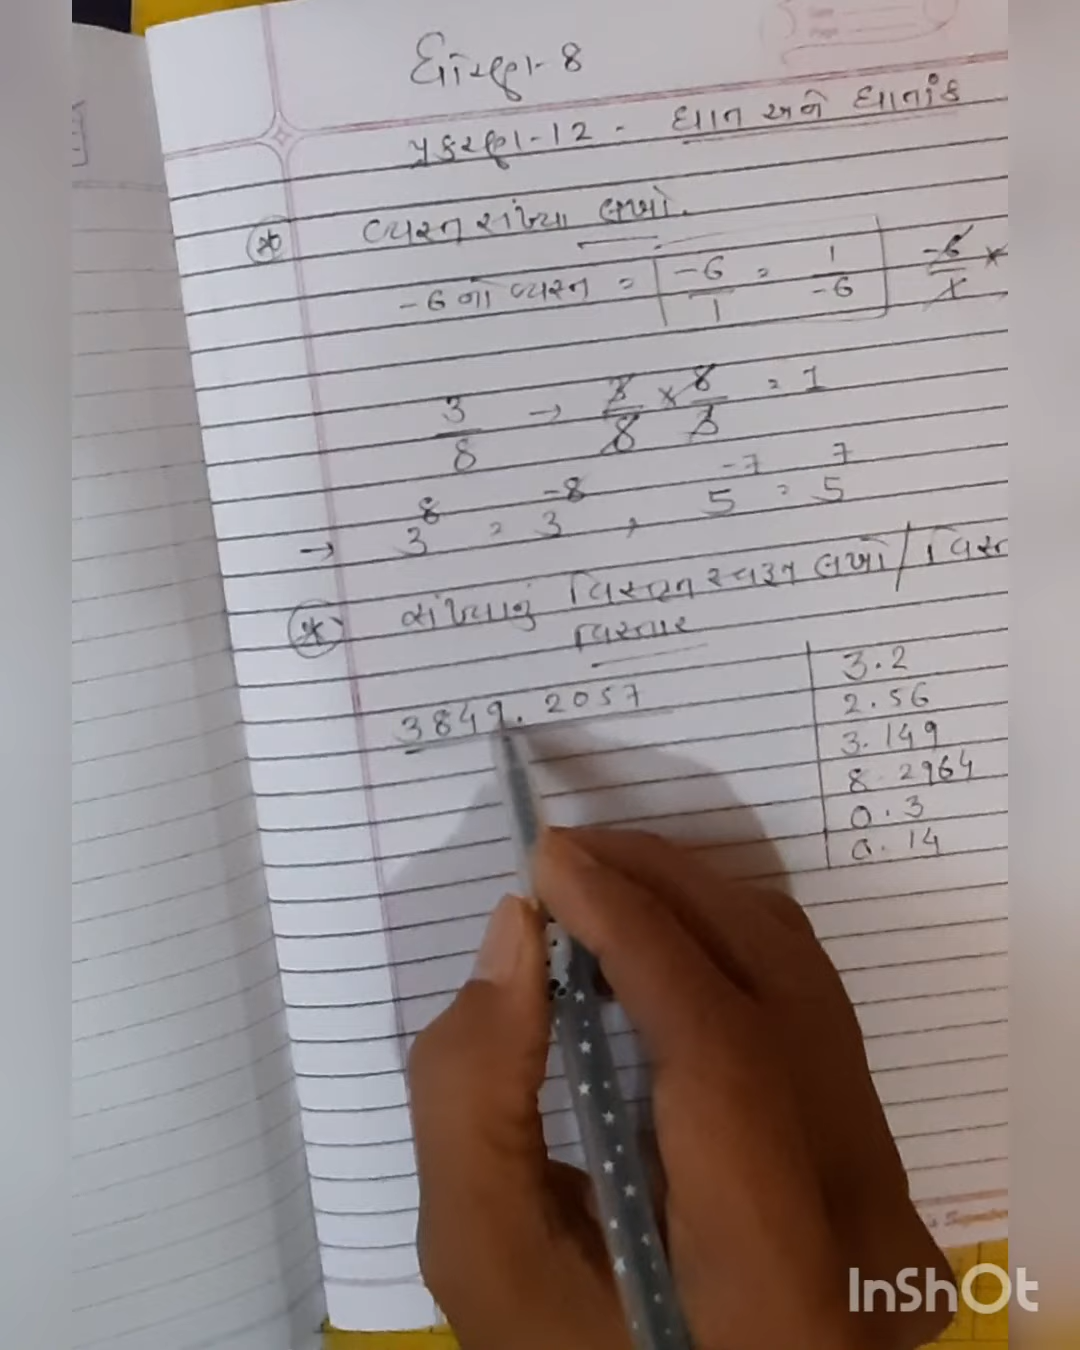 ધોરણ-8
પ્રકરણ-12 - ઘાત અને ઘાતાંક
વ્યસ્ત સંખ્યા લખો.
-6 નો વ્યસ્ત = -6/1 = 1/-6 -6/1 ×
3/8 → 3/8 × 8/3 = 1
→ 3^8 = 3^-8 , 5^-7 = 5^7
સંખ્યાનું વિસ્તૃત સ્વરૂપ લખો / વિસ્ત
વિસ્તાર
3849.2057
3.2
2.56
3.149
8.2964
0.3
0.14
InShOt